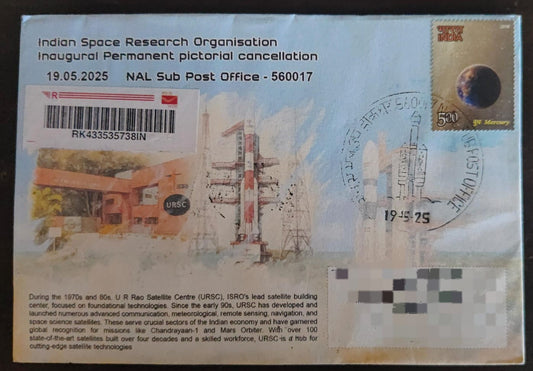 Indian Space Research Organisation
Inaugural Permanent pictorial cancellation
19.05.2025 NAL Sub Post Office - 560017
R
RK433535738IN
भारत
INDIA
500
बुध Mercury
560017
POST OFFICE
19-5-25
URSC
During the 1970s and 80s, U R Rao Satellite Centre (URSC), ISRO's lead satellite building
center, focused on foundational technologies. Since the early 90s, URSC has developed and
launched numerous advanced communication, meteorological, remote sensing, navigation, and
space science satellites. These serve crucial sectors of the Indian economy and have garnered
global recognition for missions like Chandrayaan-1 and Mars Orbiter. With over 100
state-of-the-art satellites built over four decades and a skilled workforce, URSC is a hub for
cutting-edge satellite technologies